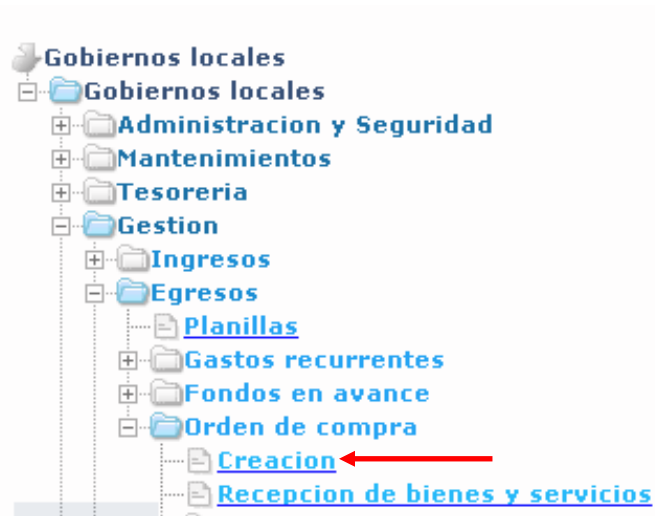 Gobiernos locales
Gobiernos locales
Administracion y Seguridad
Mantenimientos
Tesoreria
Gestion
Ingresos
Egresos
Planillas
Gastos recurrentes
Fondos en avance
Orden de compra
Creacion
Recepcion de bienes y servicios